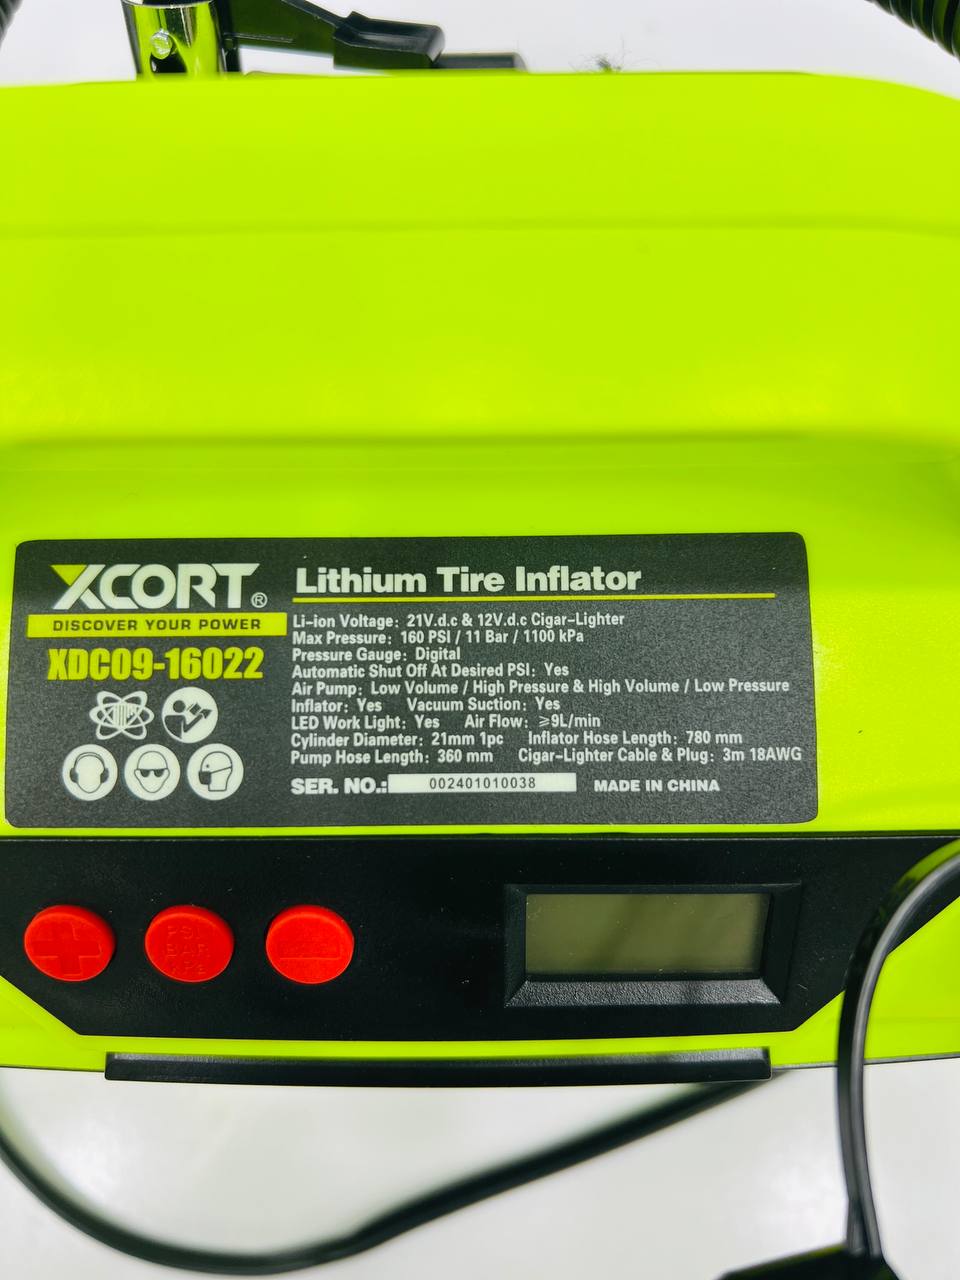 XCORT®
DISCOVER YOUR POWER
XDC09-16022
Lithium Tire Inflator
Li-ion Voltage: 21V.d.c & 12V.d.c Cigar-Lighter
Max Pressure: 160 PSI / 11 Bar / 1100 kPa
Pressure Gauge: Digital
Automatic Shut Off At Desired PSI: Yes
Air Pump: Low Volume / High Pressure & High Volume / Low Pressure
Inflator: Yes Vacuum Suction: Yes
LED Work Light: Yes Air Flow: ≥9L/min
Cylinder Diameter: 21mm 1pc Inflator Hose Length: 780 mm
Pump Hose Length: 360 mm Cigar-Lighter Cable & Plug: 3m 18AWG
SER. NO.: 002401010038 MADE IN CHINA
PSI
BAR